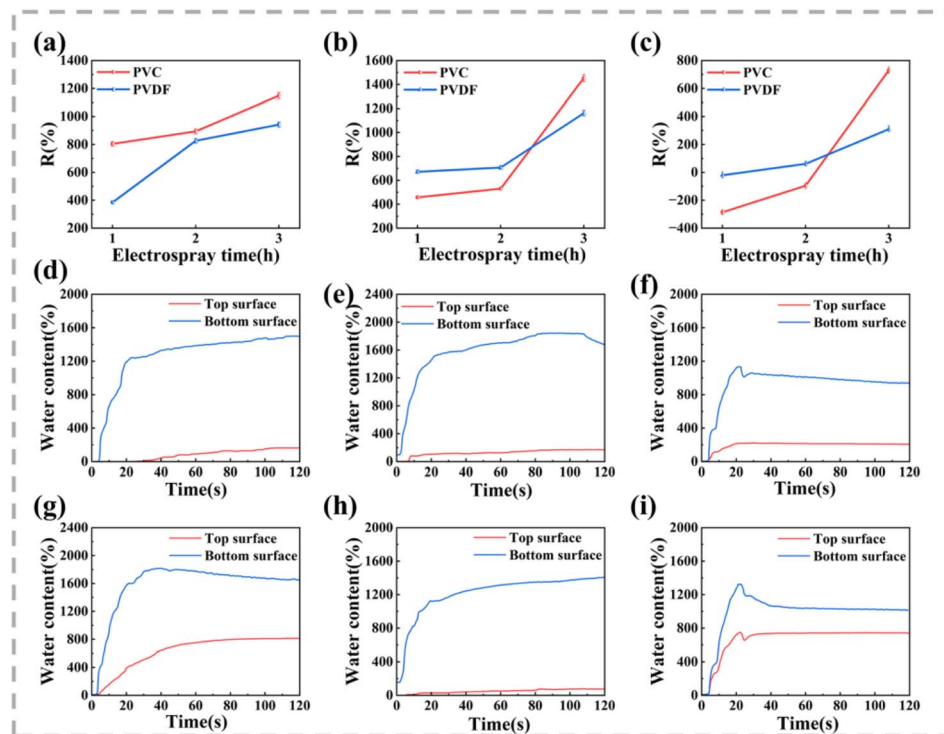 (a)
1400
1200
1000
800
600
400
200
R(%)
PVC
PVDF
1 2 3
Electrospray time(h)
(b)
1600
1400
1200
1000
800
600
400
200
R(%)
PVC
PVDF
1 2 3
Electrospray time(h)
(c)
800
600
400
200
0
−200
−400
R(%)
PVC
PVDF
1 2 3
Electrospray time(h)
(d)
2000
1600
1200
800
400
0
Water content(%)
Top surface
Bottom surface
0 20 40 60 80 100 120
Time(s)
(e)
2400
2000
1600
1200
800
400
0
Water content(%)
Top surface
Bottom surface
0 20 40 60 80 100 120
Time(s)
(f)
2000
1600
1200
800
400
0
Water content(%)
Top surface
Bottom surface
0 20 40 60 80 100 120
Time(s)
(g)
2400
2000
1600
1200
800
400
0
Water content(%)
Top surface
Bottom surface
0 20 40 60 80 100 120
Time(s)
(h)
2000
1600
1200
800
400
0
Water content(%)
Top surface
Bottom surface
0 20 40 60 80 100 120
Time(s)
(i)
2000
1600
1200
800
400
0
Water content(%)
Top surface
Bottom surface
0 20 40 60 80 100 120
Time(s)